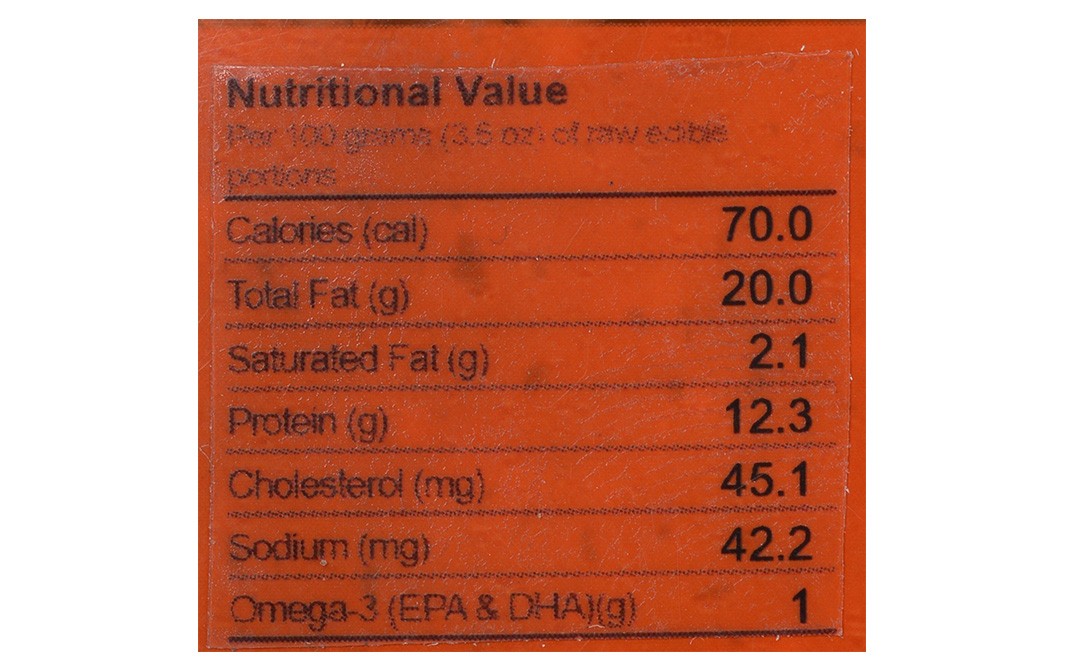 Nutritional Value
Per 100 grams (3.5 oz) of raw edible
portions
Calories (cal) 70.0
Total Fat (g) 20.0
Saturated Fat (g) 2.1
Protein (g) 12.3
Cholesterol (mg) 45.1
Sodium (mg) 42.2
Omega-3 (EPA & DHA)(g) 1